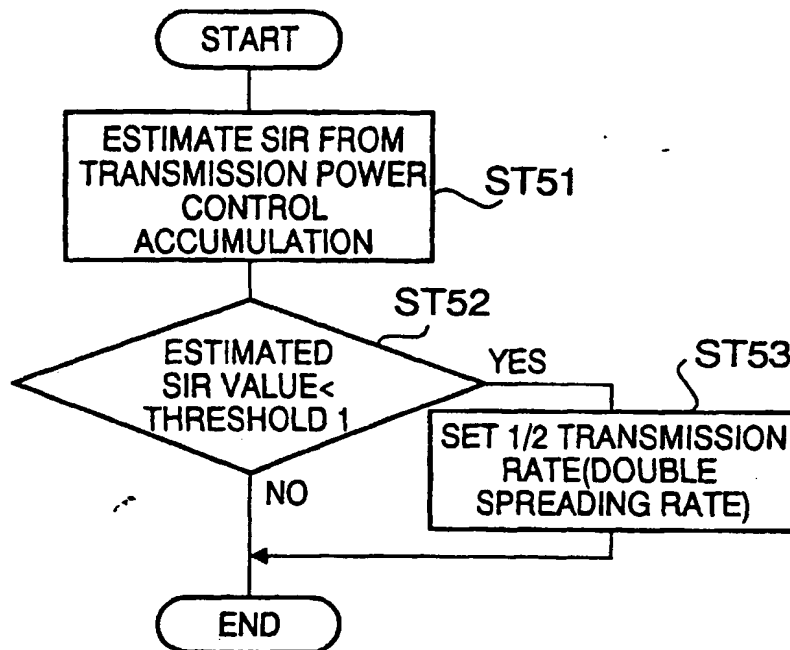 START
ESTIMATE SIR FROM
TRANSMISSION POWER
CONTROL
ACCUMULATION
ST51
ST52
ESTIMATED
SIR VALUE<
THRESHOLD 1
YES
ST53
SET 1/2 TRANSMISSION
RATE(DOUBLE
SPREADING RATE)
NO
END